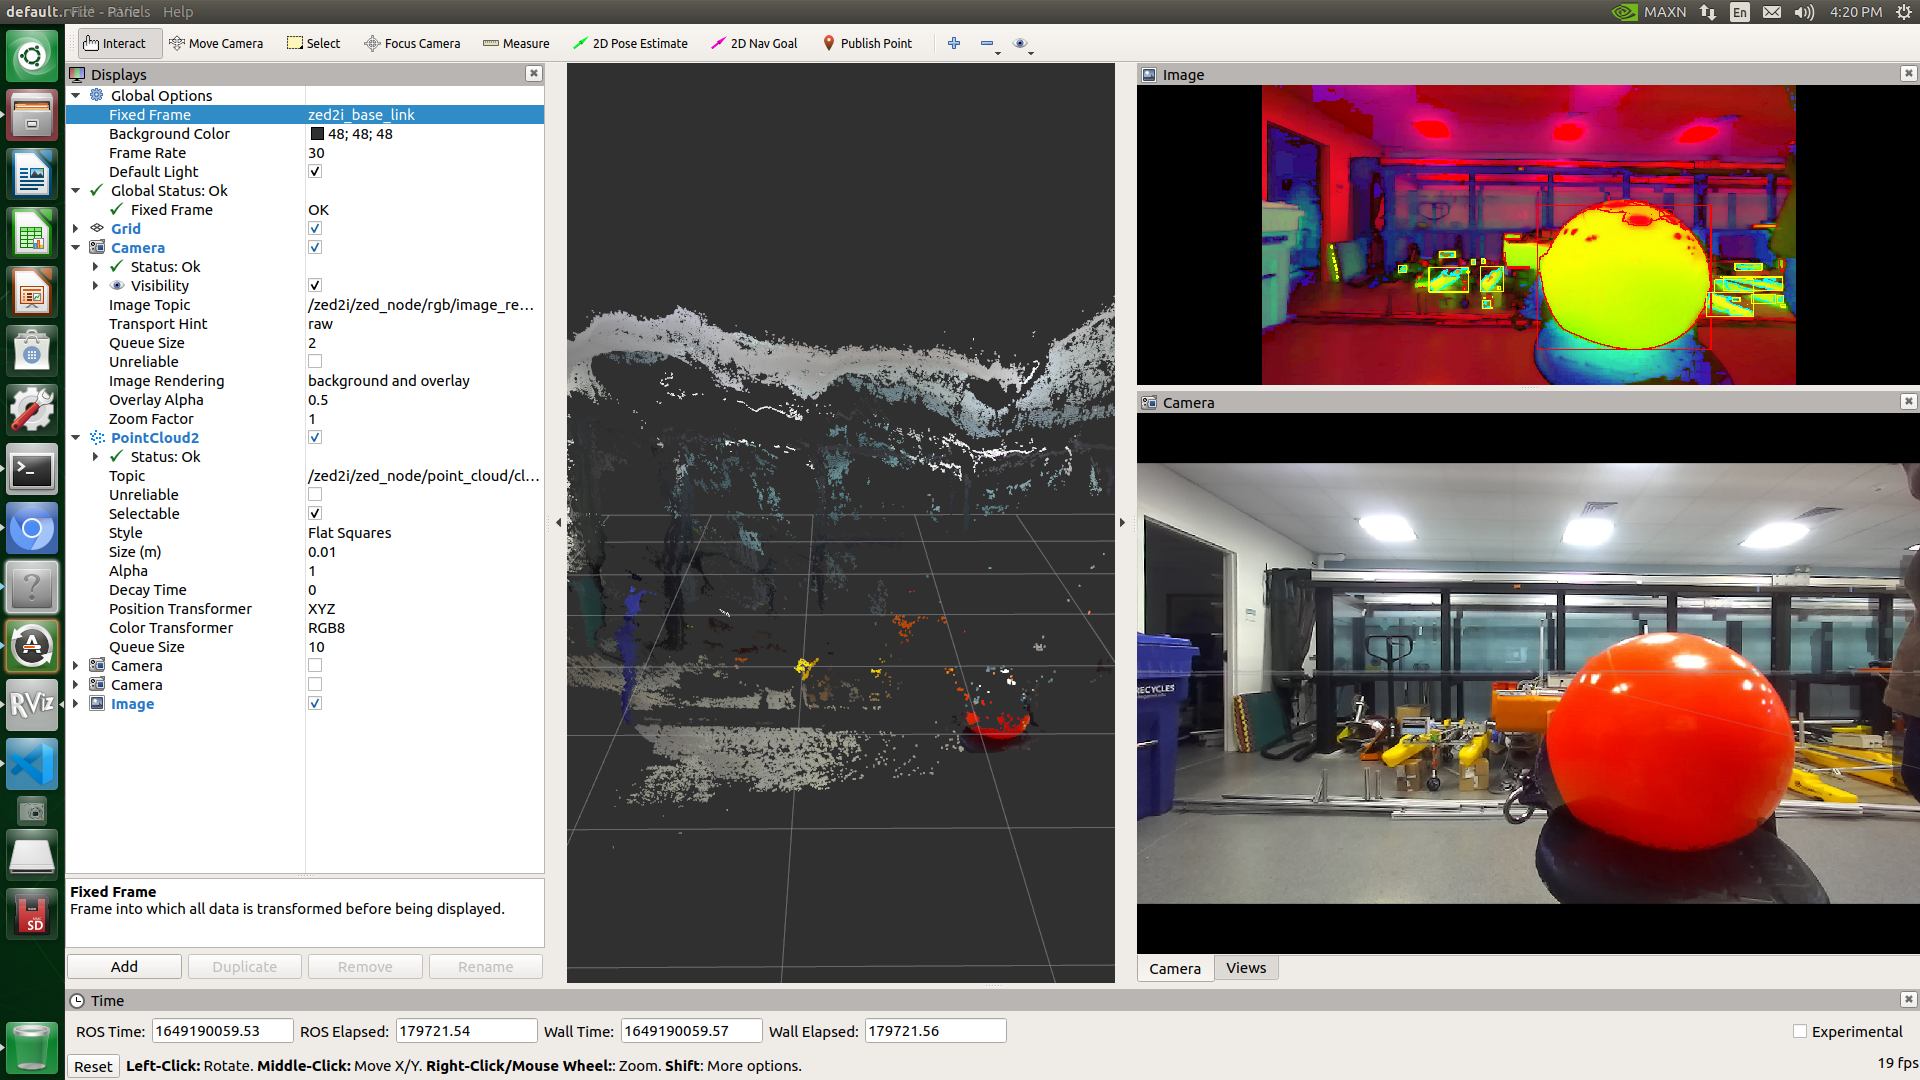 default.rviz* - RViz
File Panels Help
MAXN
En
4:20 PM
Interact
Move Camera
Select
Focus Camera
Measure
2D Pose Estimate
2D Nav Goal
Publish Point
Displays
Global Options
Fixed Frame zed2i_base_link
Background Color 48; 48; 48
Frame Rate 30
Default Light
Global Status: Ok
Fixed Frame OK
Grid
Camera
Status: Ok
Visibility
Image Topic /zed2i/zed_node/rgb/image_re...
Transport Hint raw
Queue Size 2
Unreliable
Image Rendering background and overlay
Overlay Alpha 0.5
Zoom Factor 1
PointCloud2
Status: Ok
Topic /zed2i/zed_node/point_cloud/cl...
Unreliable
Selectable
Style Flat Squares
Size (m) 0.01
Alpha 1
Decay Time 0
Position Transformer XYZ
Color Transformer RGB8
Queue Size 10
Camera
Camera
Image
Fixed Frame
Frame into which all data is transformed before being displayed.
Add
Duplicate
Remove
Rename
Image
Camera
RECYCLES
Camera
Views
RViz
SD
Time
ROS Time: 1649190059.53 ROS Elapsed: 179721.54 Wall Time: 1649190059.57 Wall Elapsed: 179721.56
Experimental
Reset
Left-Click: Rotate. Middle-Click: Move X/Y. Right-Click/Mouse Wheel:: Zoom. Shift: More options.
19 fps